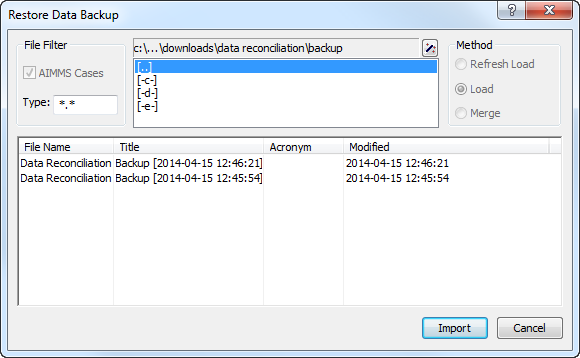 Restore Data Backup
File Filter
AIMMS Cases
Type: *.*
c:\...\downloads\data reconciliation\backup
[..]
[-c-]
[-d-]
[-e-]
Method
Refresh Load
Load
Merge
File Name Title Acronym Modified
Data Reconciliation Backup [2014-04-15 12:46:21] 2014-04-15 12:46:21
Data Reconciliation Backup [2014-04-15 12:45:54] 2014-04-15 12:45:54
Import Cancel